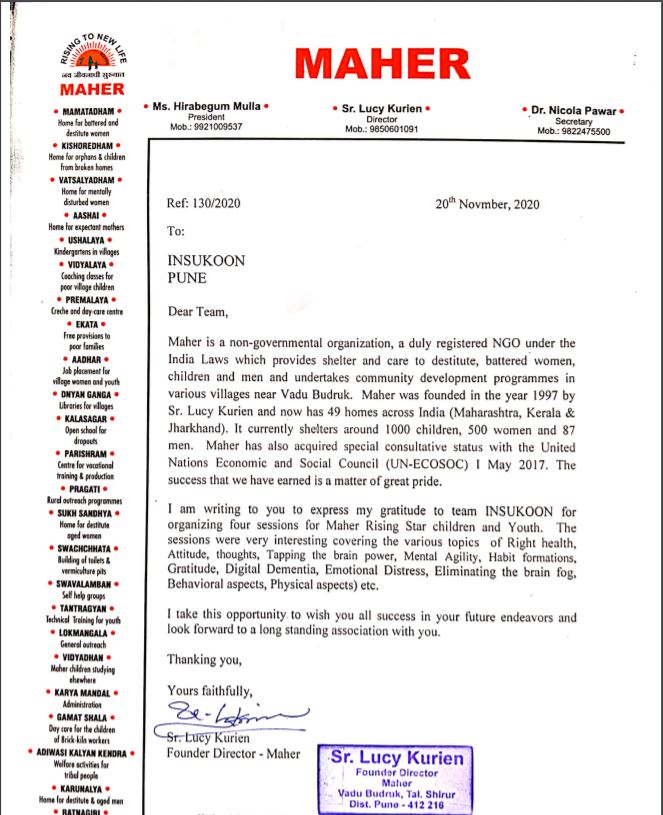 RISING TO NEW LIFE
नव जीवनाची सुरुवात
MAHER
• MAMATADHAM •
Home for battered and
destitute women
• KISHOREDHAM •
Home for orphans & children
from broken homes
• VATSALYADHAM •
Home for mentally
disturbed women
• AASHAI •
Home for expectant mothers
• USHALAYA •
Kindergartens in villages
• VIDYALAYA •
Coaching classes for
poor village children
• PREMALAYA •
Creche and day-care centre
• EKATA •
Free provisions to
poor families
• AADHAR •
Job placement for
village women and youth
• DNYAN GANGA •
Libraries for villages
• KALASAGAR •
Open school for
dropouts
• PARISHRAM •
Centre for vocational
training & production
• PRAGATI •
Rural outreach programmes
• SUKH SANDHYA •
Home for destitute
aged women
• SWACHCHHATA •
Building of toilets &
vermiculture pits
• SWAVALAMBAN •
Self help groups
• TANTRAGYAN •
Technical Training for youth
• LOKMANGALA •
General outreach
• VIDYADHAN •
Maher children studying
elsewhere
• KARYA MANDAL •
Administration
• GAMAT SHALA •
Day care for the children
of Brick-kiln workers
• ADIWASI KALYAN KENDRA •
Welfare activities for
tribal people
• KARUNALYA •
Home for destitute & aged men
• RATNAGIRI •
MAHER
• Ms. Hirabegum Mulla •
President
Mob.: 9921009537
• Sr. Lucy Kurien •
Director
Mob.: 9850601091
• Dr. Nicola Pawar •
Secretary
Mob.: 9822475500
Ref: 130/2020
20th Novmber, 2020
To:
INSUKOON
PUNE
Dear Team,
Maher is a non-governmental organization, a duly registered NGO under the
India Laws which provides shelter and care to destitute, battered women,
children and men and undertakes community development programmes in
various villages near Vadu Budruk. Maher was founded in the year 1997 by
Sr. Lucy Kurien and now has 49 homes across India (Maharashtra, Kerala &
Jharkhand). It currently shelters around 1000 children, 500 women and 87
men. Maher has also acquired special consultative status with the United
Nations Economic and Social Council (UN-ECOSOC) I May 2017. The
success that we have earned is a matter of great pride.
I am writing to you to express my gratitude to team INSUKOON for
organizing four sessions for Maher Rising Star children and Youth. The
sessions were very interesting covering the various topics of Right health,
Attitude, thoughts, Tapping the brain power, Mental Agility, Habit formations,
Gratitude, Digital Dementia, Emotional Distress, Eliminating the brain fog,
Behavioral aspects, Physical aspects) etc.
I take this opportunity to wish you all success in your future endeavors and
look forward to a long standing association with you.
Thanking you,
Yours faithfully,
Sr. Lucy Kurien
Founder Director - Maher
Sr. Lucy Kurien
Founder Director
Maher
Vadu Budruk, Tal. Shirur
Dist. Pune - 412 216